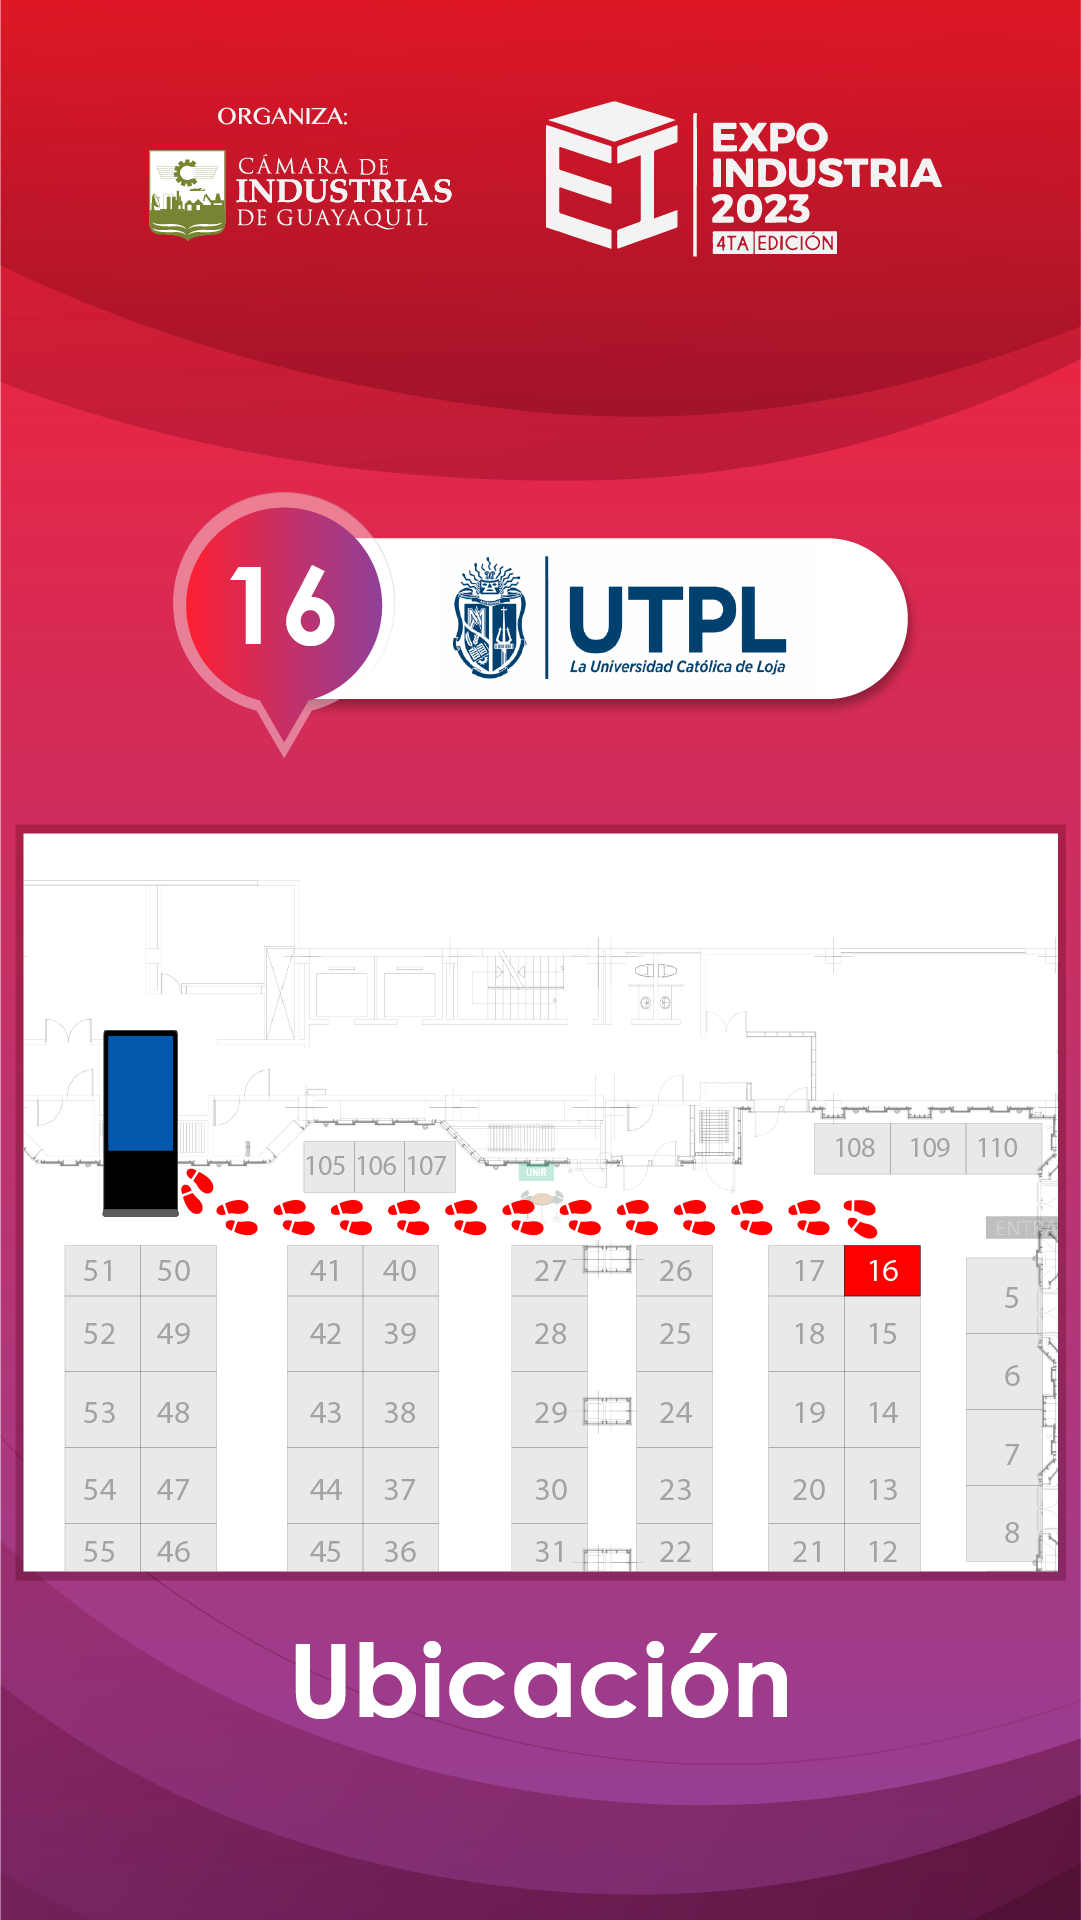 ORGANIZA:
CÁMARA DE
INDUSTRIAS
DE GUAYAQUIL
EXPO
INDUSTRIA
2023
4TA EDICIÓN
16
UTPL
La Universidad Católica de Loja
108 109 110
105 106 107
UNIR
51 50 41 40 27 26 17 16
5
52 49 42 39 28 25 18 15
6
53 48 43 38 29 24 19 14
7
54 47 44 37 30 23 20 13
8
55 46 45 36 31 22 21 12
Ubicación